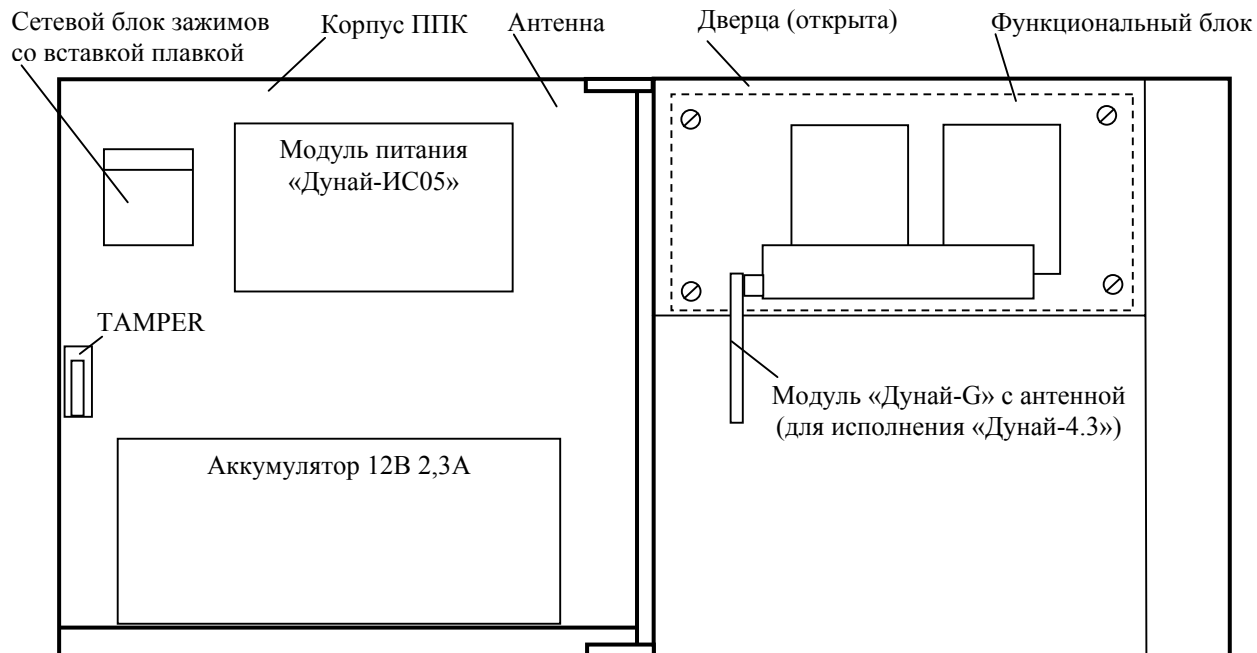 Сетевой блок зажимов
со вставкой плавкой
Корпус ППК
Антенна
Дверца (открыта)
Функциональный блок
Модуль питания
«Дунай-ИС05»
TAMPER
Модуль «Дунай-G» с антенной
(для исполнения «Дунай-4.3»)
Аккумулятор 12В 2,3А